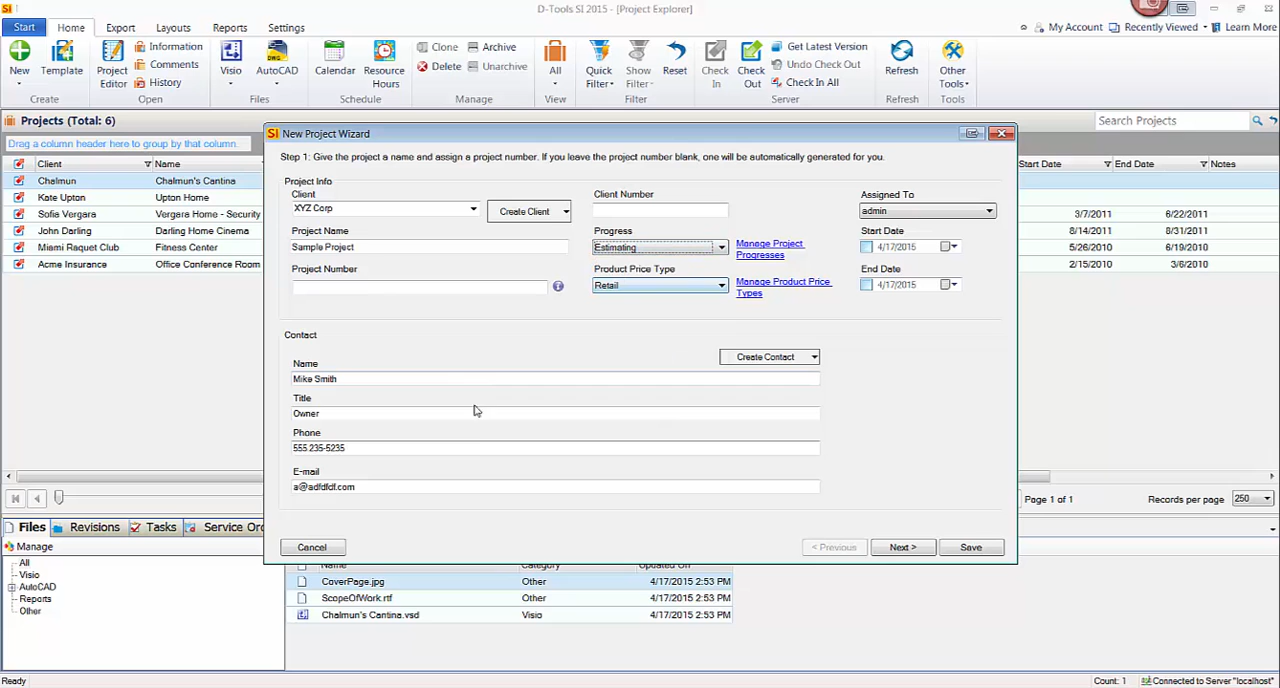 SI D-Tools SI 2015 - [Project Explorer]
Start Home Export Layouts Reports Settings My Account Recently Viewed Learn More
New Template Project Editor Information Comments History Visio AutoCAD Calendar Resource Hours Clone Delete Archive Unarchive All Quick Filter Show Filter Reset Check In Check Out Get Latest Version Undo Check Out Check In All Refresh Other Tools
Create Open Files Schedule Manage View Filter Server Refresh Tools
Projects (Total: 6) Search Projects
Drag a column header here to group by that column.
Client Name Start Date End Date Notes
Chalmun Chalmun's Cantina
Kate Upton Upton Home
Sofia Vergara Vergara Home - Security 3/7/2011 6/22/2011
John Darling Darling Home Cinema 8/14/2011 8/31/2011
Miami Raquet Club Fitness Center 5/26/2010 6/19/2010
Acme Insurance Office Conference Room 2/15/2010 3/6/2010
SI New Project Wizard
Step 1: Give the project a name and assign a project number. If you leave the project number blank, one will be automatically generated for you.
Project Info
Client Client Number Assigned To
XYZ Corp Create Client admin
Project Name Progress Start Date
Sample Project Estimating Manage Project Progresses 4/17/2015
Project Number Product Price Type End Date
Retail Manage Product Price Types 4/17/2015
Contact
Create Contact
Name
Mike Smith
Title
Owner
Phone
555 235-5235
E-mail
a@adfdfdf.com
Cancel < Previous Next > Save
Page 1 of 1 Records per page 250
Files Revisions Tasks Service Or
Manage
All
Visio
AutoCAD
Reports
Other
Name Category Updated On
CoverPage.jpg Other 4/17/2015 2:53 PM
ScopeOfWork.rtf Other 4/17/2015 2:53 PM
Chalmun's Cantina.vsd Visio 4/17/2015 2:53 PM
Ready Count: 1 Connected to Server "localhost"